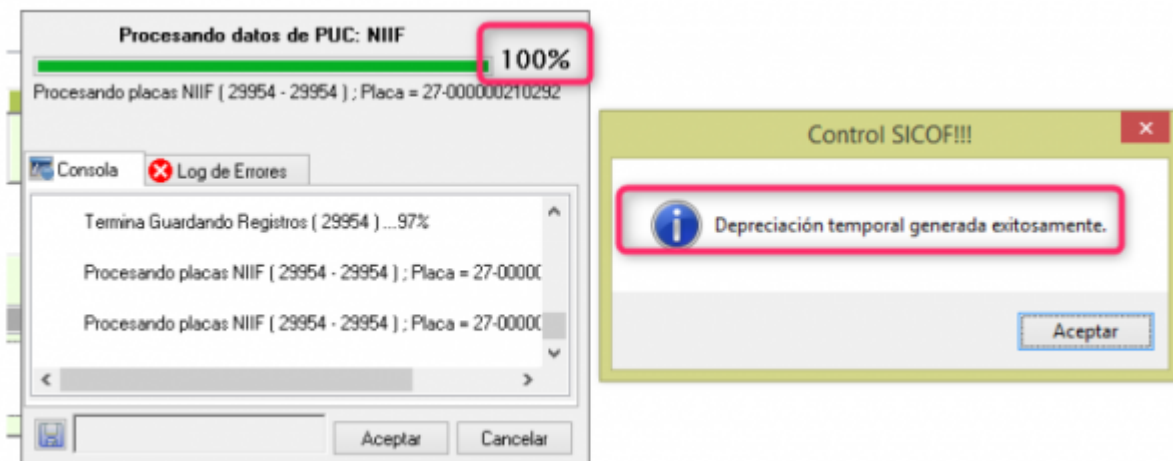 Procesando datos de PUC: NIIF
100%
Procesando placas NIIF ( 29954 - 29954 ) ; Placa = 27-000000210292
Consola
Log de Errores
Termina Guardando Registros ( 29954 )...97%
Procesando placas NIIF ( 29954 - 29954 ) ; Placa = 27-00000
Procesando placas NIIF ( 29954 - 29954 ) ; Placa = 27-00000
Aceptar Cancelar
Control SICOF!!!
Depreciación temporal generada exitosamente.
Aceptar